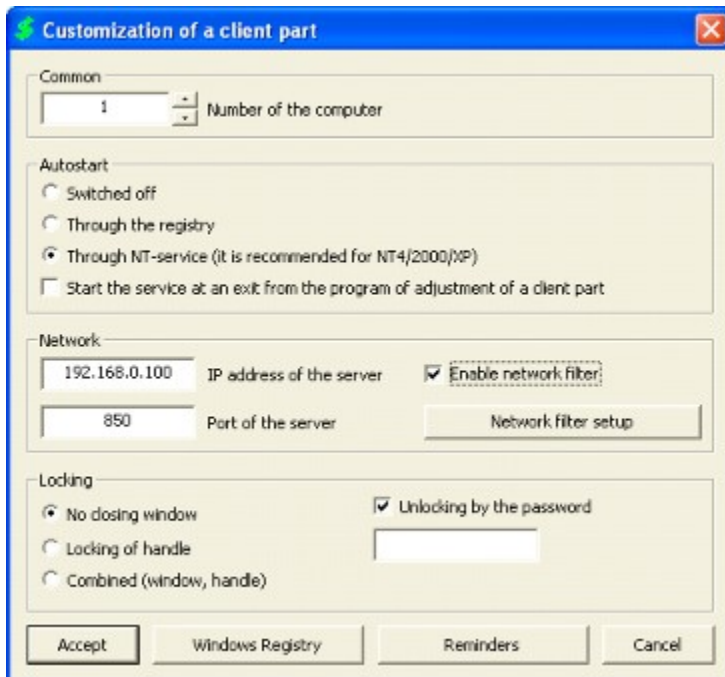 Customization of a client part
Common
1 Number of the computer
Autostart
Switched off
Through the registry
Through NT-service (it is recommended for NT4/2000/XP)
Start the service at an exit from the program of adjustment of a client part
Network
192.168.0.100 IP address of the server Enable network filter
850 Port of the server Network filter setup
Locking
No closing window Unlocking by the password
Locking of handle
Combined (window, handle)
Accept Windows Registry Reminders Cancel